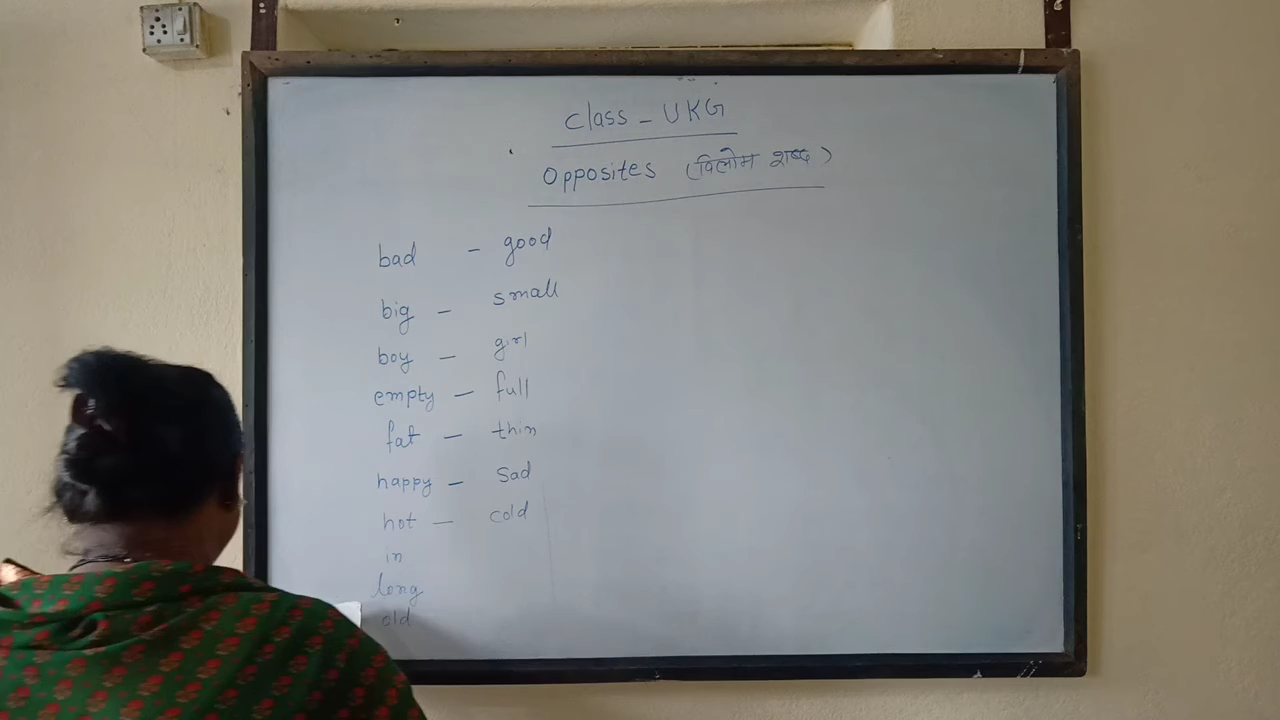 Class - UKG
Opposites (विलोम शब्द)
bad - good
big - small
boy - girl
empty - full
fat - thin
happy - Sad
hot - cold
in
long
old